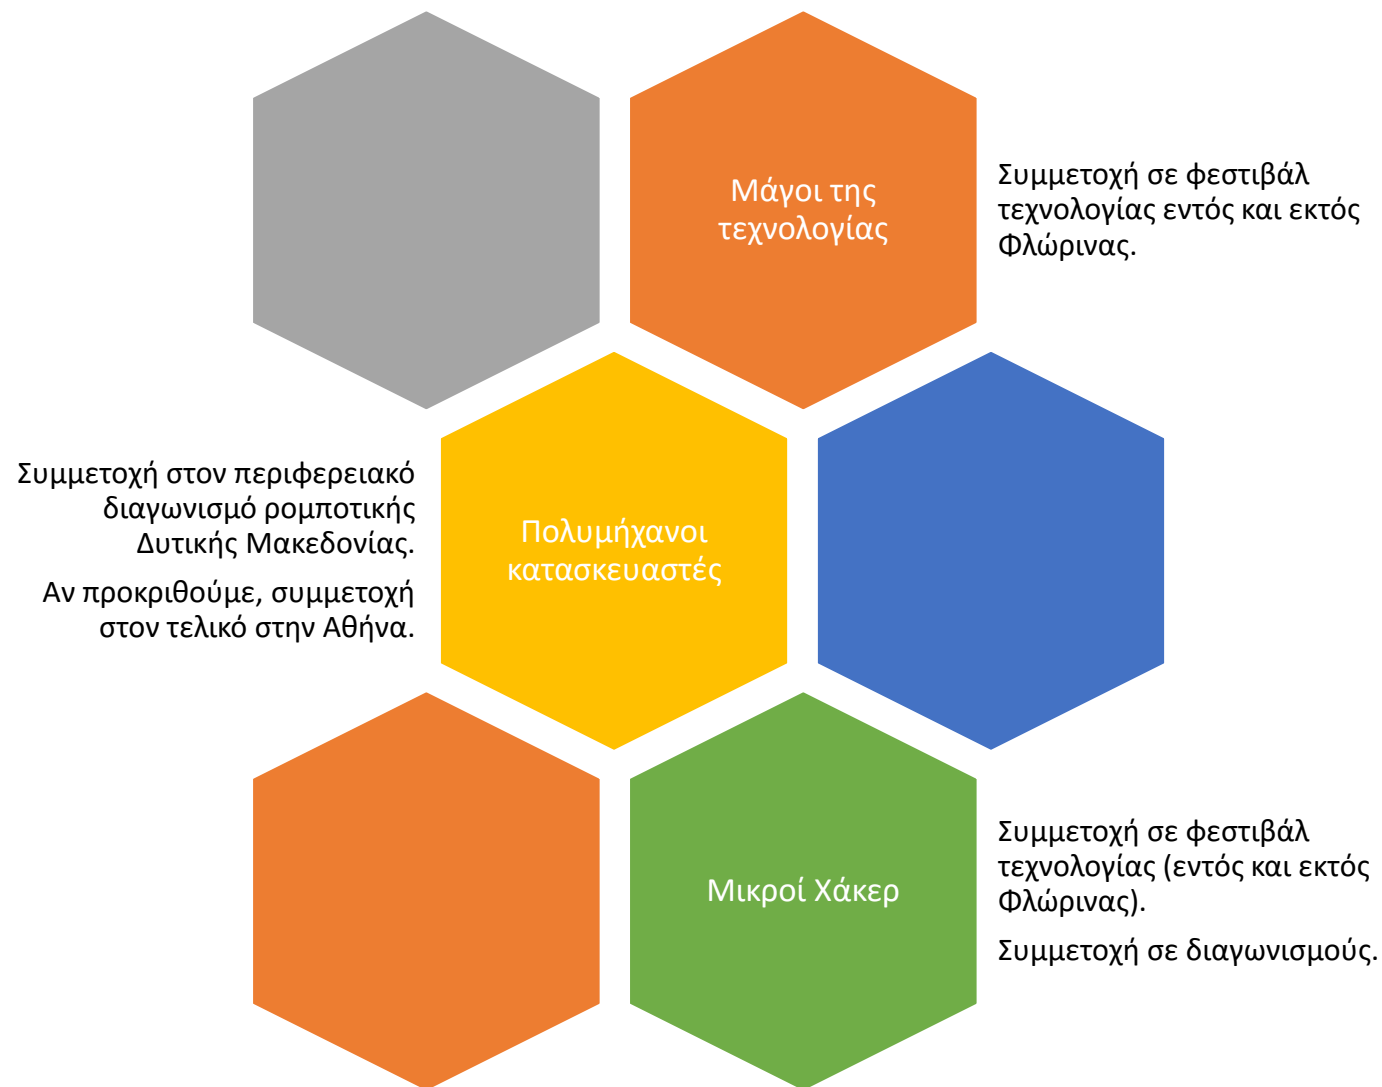 Μάγοι της
τεχνολογίας
Συμμετοχή σε φεστιβάλ
τεχνολογίας εντός και εκτός
Φλώρινας.
Συμμετοχή στον περιφερειακό
διαγωνισμό ρομποτικής
Δυτικής Μακεδονίας.
Αν προκριθούμε, συμμετοχή
στον τελικό στην Αθήνα.
Πολυμήχανοι
κατασκευαστές
Μικροί Χάκερ
Συμμετοχή σε φεστιβάλ
τεχνολογίας (εντός και εκτός
Φλώρινας).
Συμμετοχή σε διαγωνισμούς.